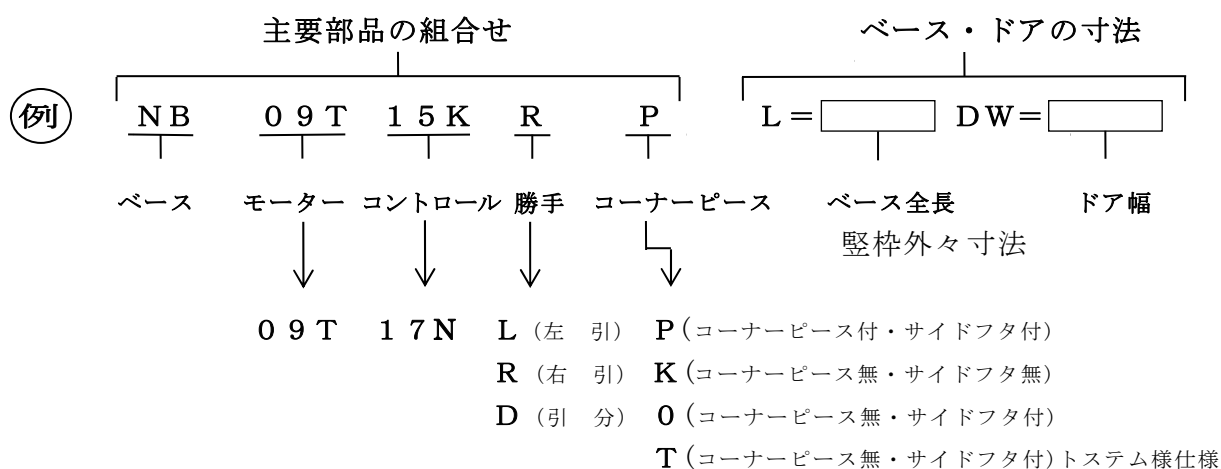 主要部品の組合せ ベース・ドアの寸法
例 NB 09T 15K R P L= DW=
ベース モーター コントロール 勝手 コーナーピース ベース全長 ドア幅
竪枠外々寸法
09T 17N L(左 引) P(コーナーピース付・サイドフタ付)
R(右 引) K(コーナーピース無・サイドフタ無)
D(引 分) 0(コーナーピース無・サイドフタ付)
T(コーナーピース無・サイドフタ付)トステム様仕様